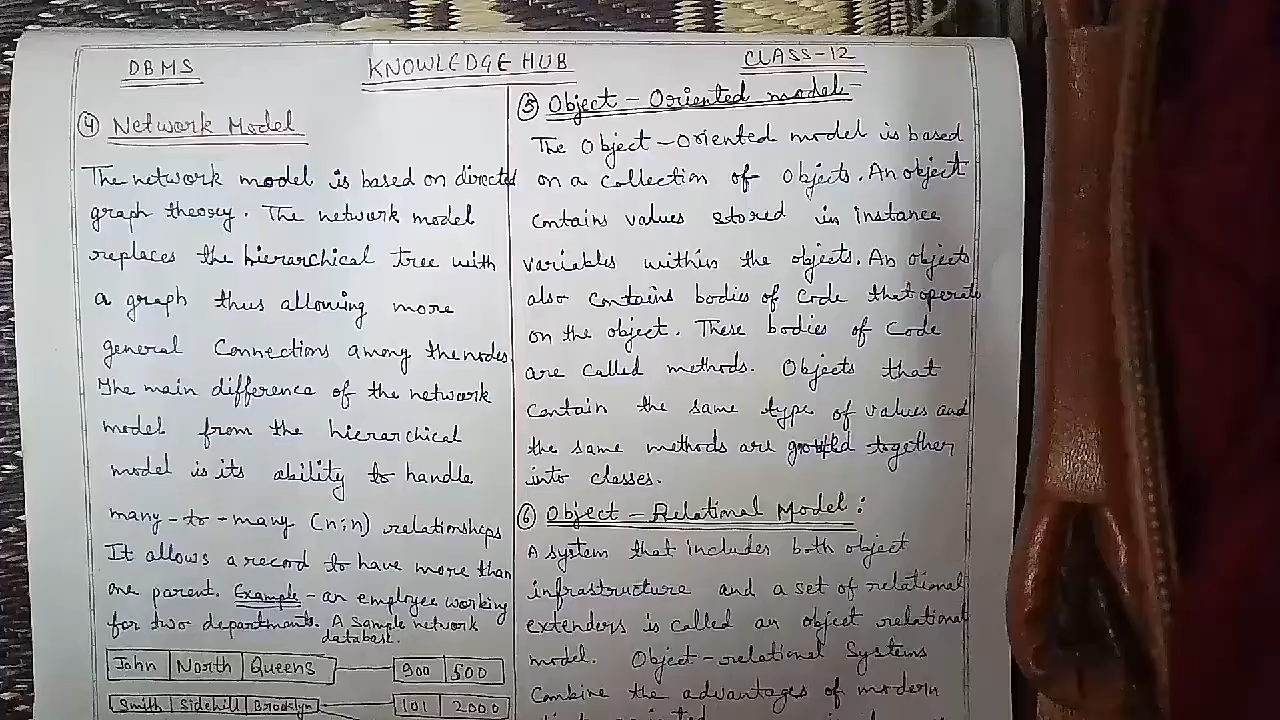 DBMS
KNOWLEDGE HUB
CLASS-12
④ Network Model
The network model is based on directed
graph theory. The network model
replaces the hierarchical tree with
a graph thus allowing more
general connections among the nodes.
The main difference of the network
model from the hierarchical
model is its ability to handle
many-to-many (n:n) relationships
It allows a record to have more than
one parent. Example - an employee working
for two departments. A sample network
database.
John North Queens 900 500
Smith Sidehill Brooklyn 101 2000
⑤ Object-Oriented model-
The Object-oriented model is based
on a collection of objects. An object
contains values stored in instance
variables within the objects. An objects
also contains bodies of code that operate
on the object. These bodies of code
are called methods. Objects that
contain the same type of values and
the same methods are grouped together
into classes.
⑥ Object-Relational Model:
A system that includes both object
infrastructure and a set of relational
extenders is called an object relational
model. Object-relational systems
combine the advantages of modern